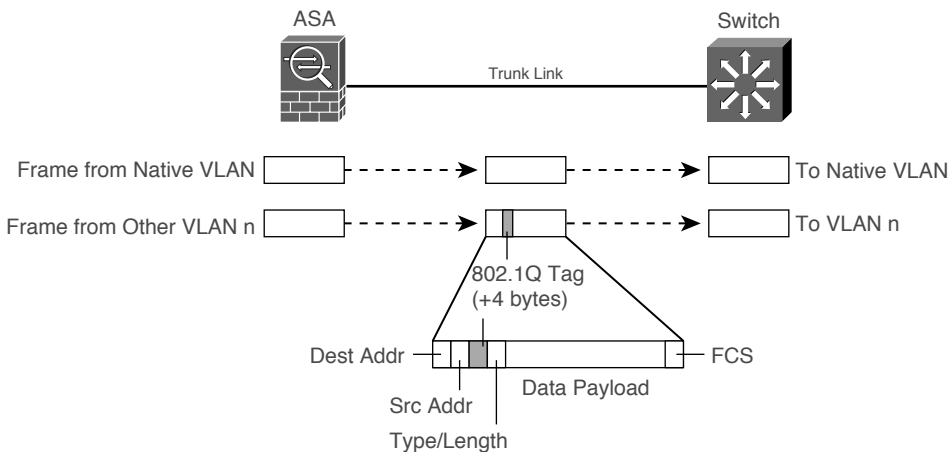 ASA
Switch
Trunk Link
Frame from Native VLAN
To Native VLAN
Frame from Other VLAN n
To VLAN n
802.1Q Tag
(+4 bytes)
Dest Addr
FCS
Data Payload
Src Addr
Type/Length